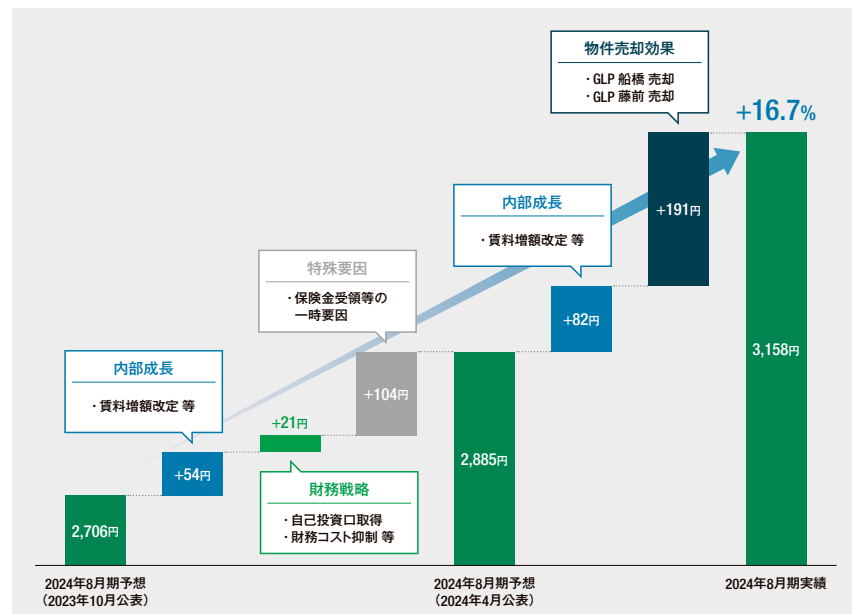 物件売却効果
・GLP 船橋 売却
・GLP 藤前 売却
+16.7%
+191円
内部成長
・賃料増額改定 等
+82円
特殊要因
・保険金受領等の
一時要因
+104円
内部成長
・賃料増額改定 等
+54円
+21円
財務戦略
・自己投資口取得
・財務コスト抑制 等
2,706円
2,885円
3,158円
2024年8月期予想
（2023年10月公表）
2024年8月期予想
（2024年4月公表）
2024年8月期実績